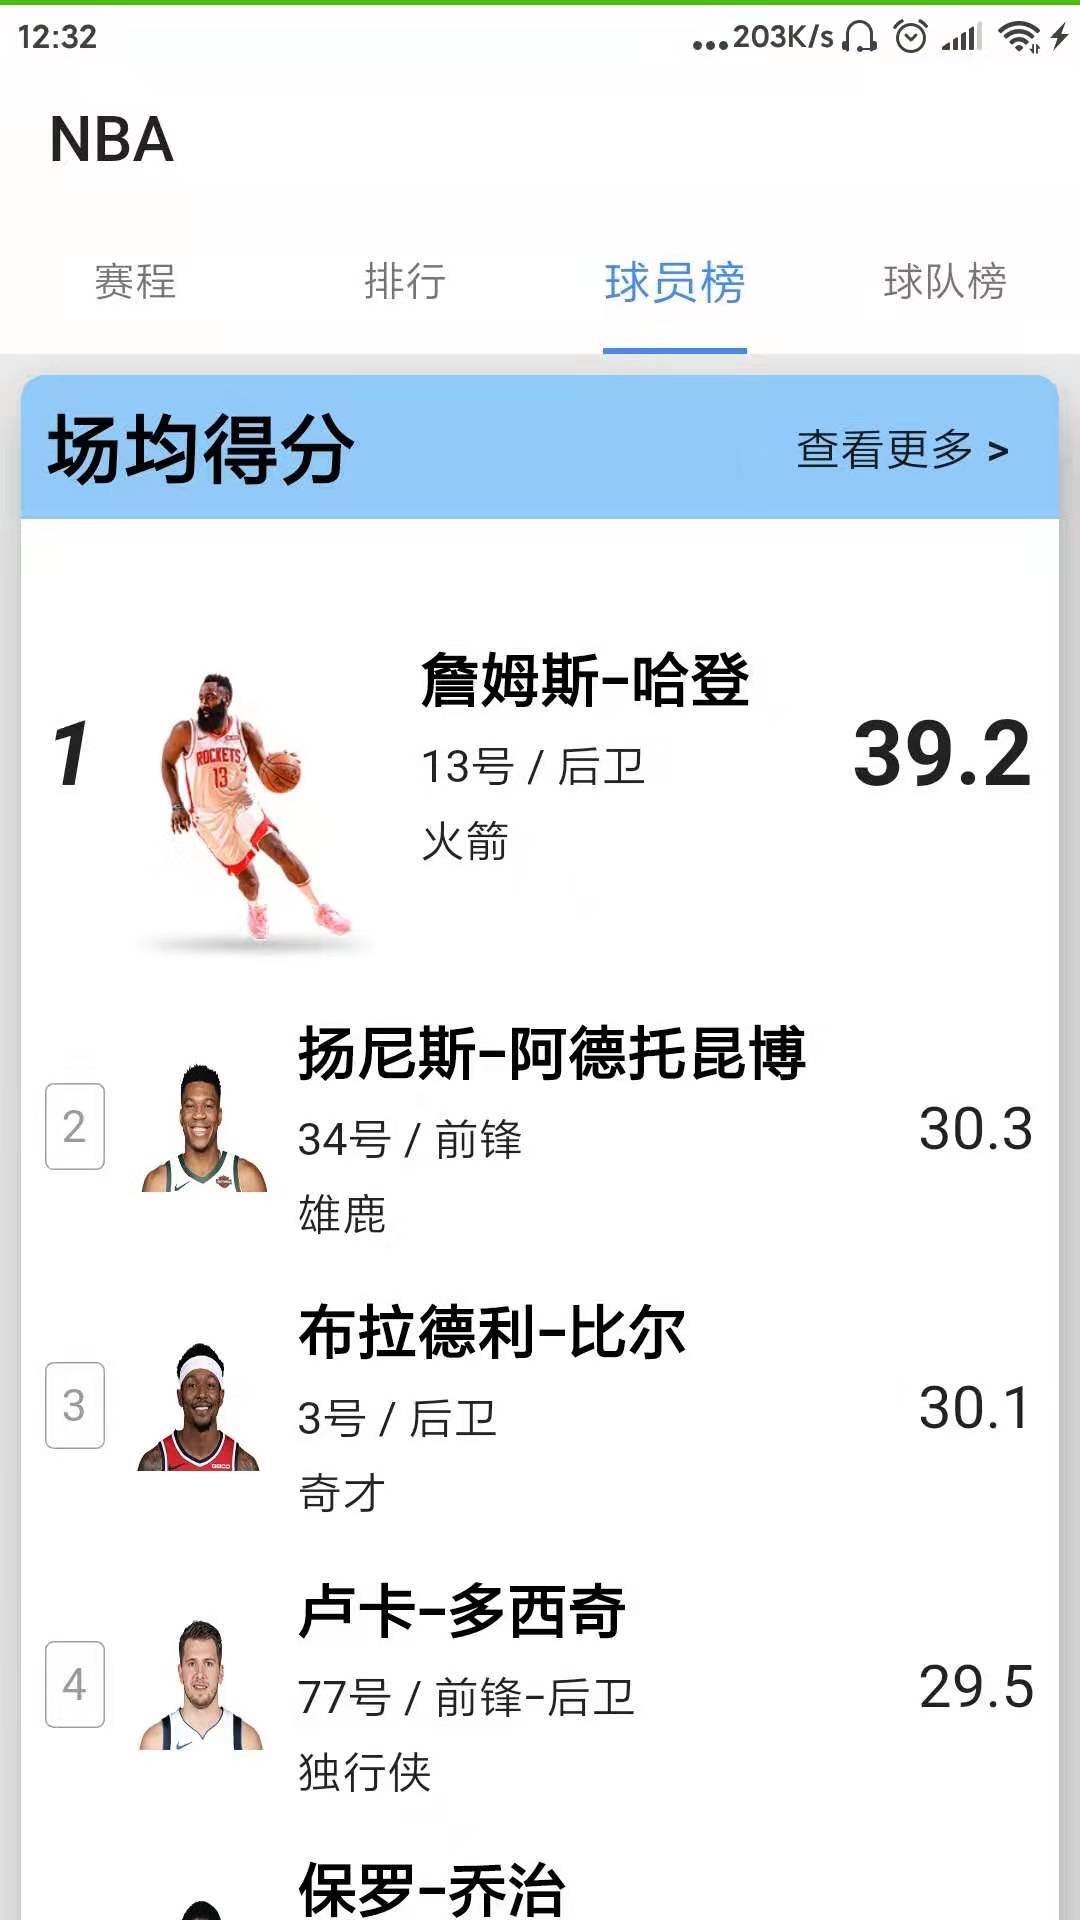 12:32
...203K/s
NBA
赛程 排行 球员榜 球队榜
场均得分 查看更多 >
1
ROCKETS
13
詹姆斯-哈登
13号 / 后卫
火箭
39.2
2
扬尼斯-阿德托昆博
34号 / 前锋
雄鹿
30.3
3
布拉德利-比尔
3号 / 后卫
奇才
30.1
4
卢卡-多西奇
77号 / 前锋-后卫
独行侠
29.5
保罗-乔治